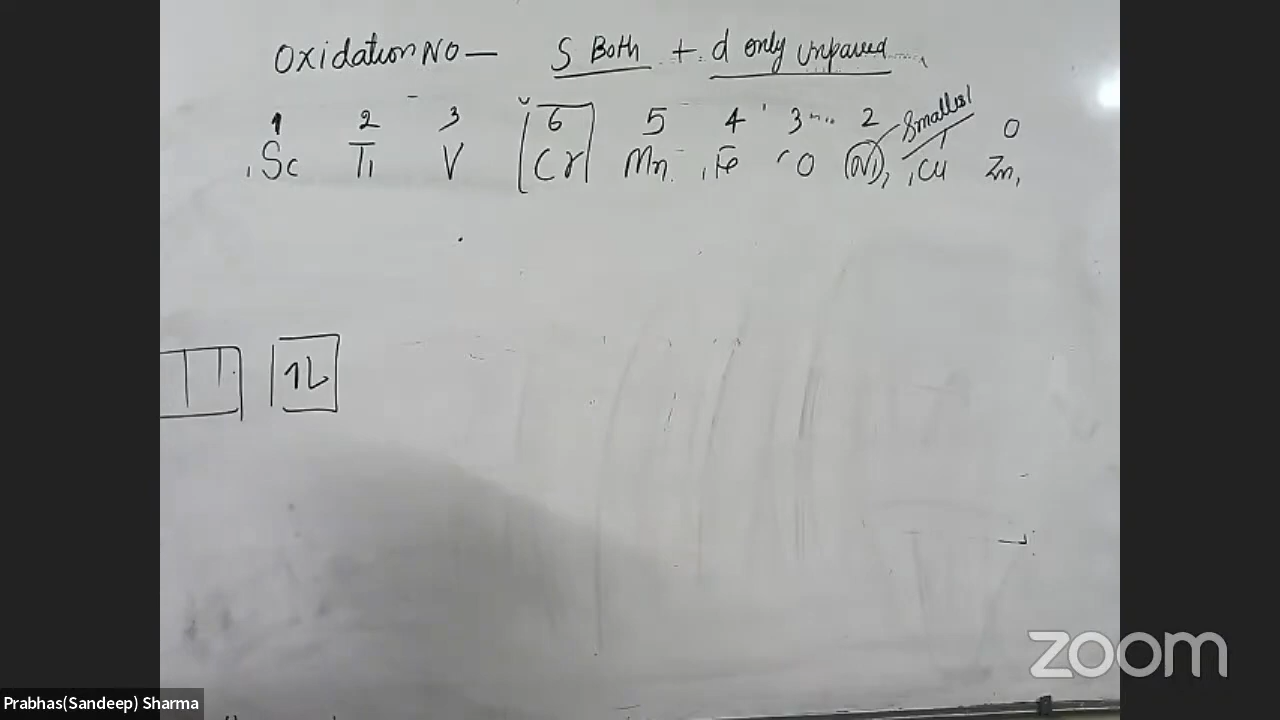 Oxidation NO — S Both + d only unpaired
1 2 3 6 5 4 3 2 Smallest 0
Sc Ti V Cr Mn Fe CO Ni, Cu Zn,
1L
zoom
Prabhas(Sandeep) Sharma